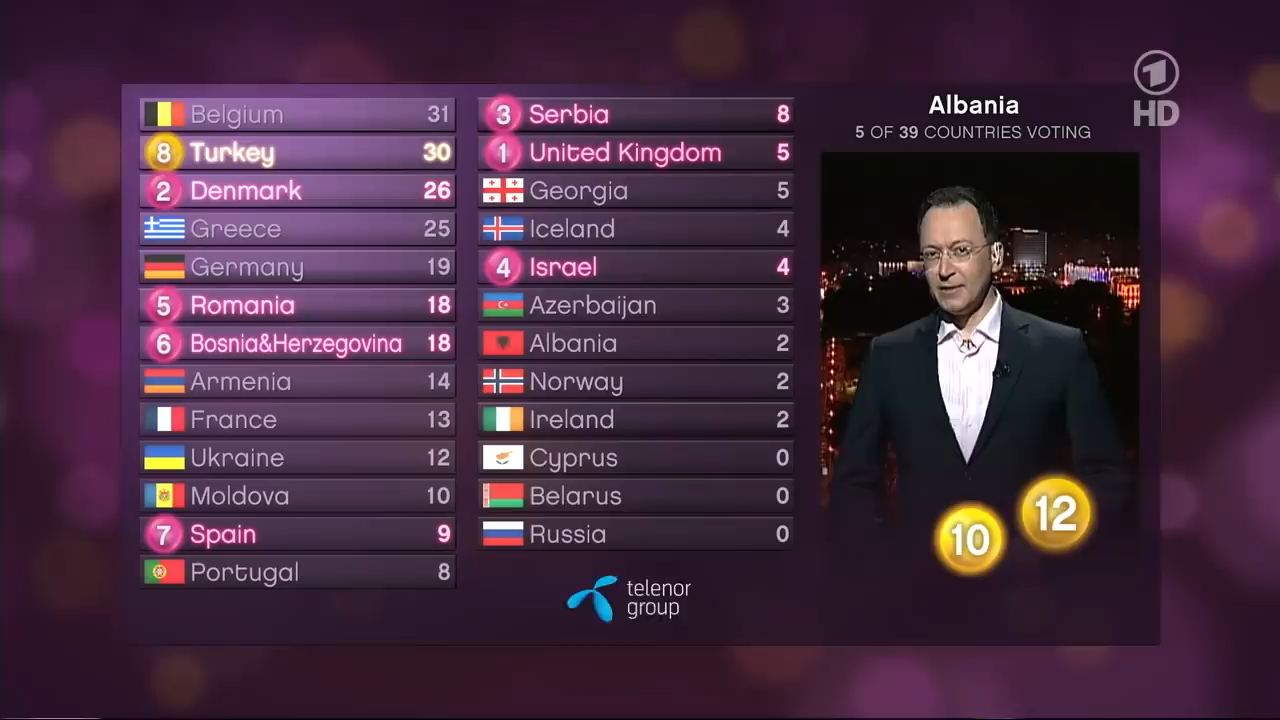 Belgium 31
8 Turkey 30
2 Denmark 26
Greece 25
Germany 19
5 Romania 18
6 Bosnia&Herzegovina 18
Armenia 14
France 13
Ukraine 12
Moldova 10
7 Spain 9
Portugal 8
3 Serbia 8
1 United Kingdom 5
Georgia 5
Iceland 4
4 Israel 4
Azerbaijan 3
Albania 2
Norway 2
Ireland 2
Cyprus 0
Belarus 0
Russia 0
telenor
group
1
HD
Albania
5 OF 39 COUNTRIES VOTING
10
12